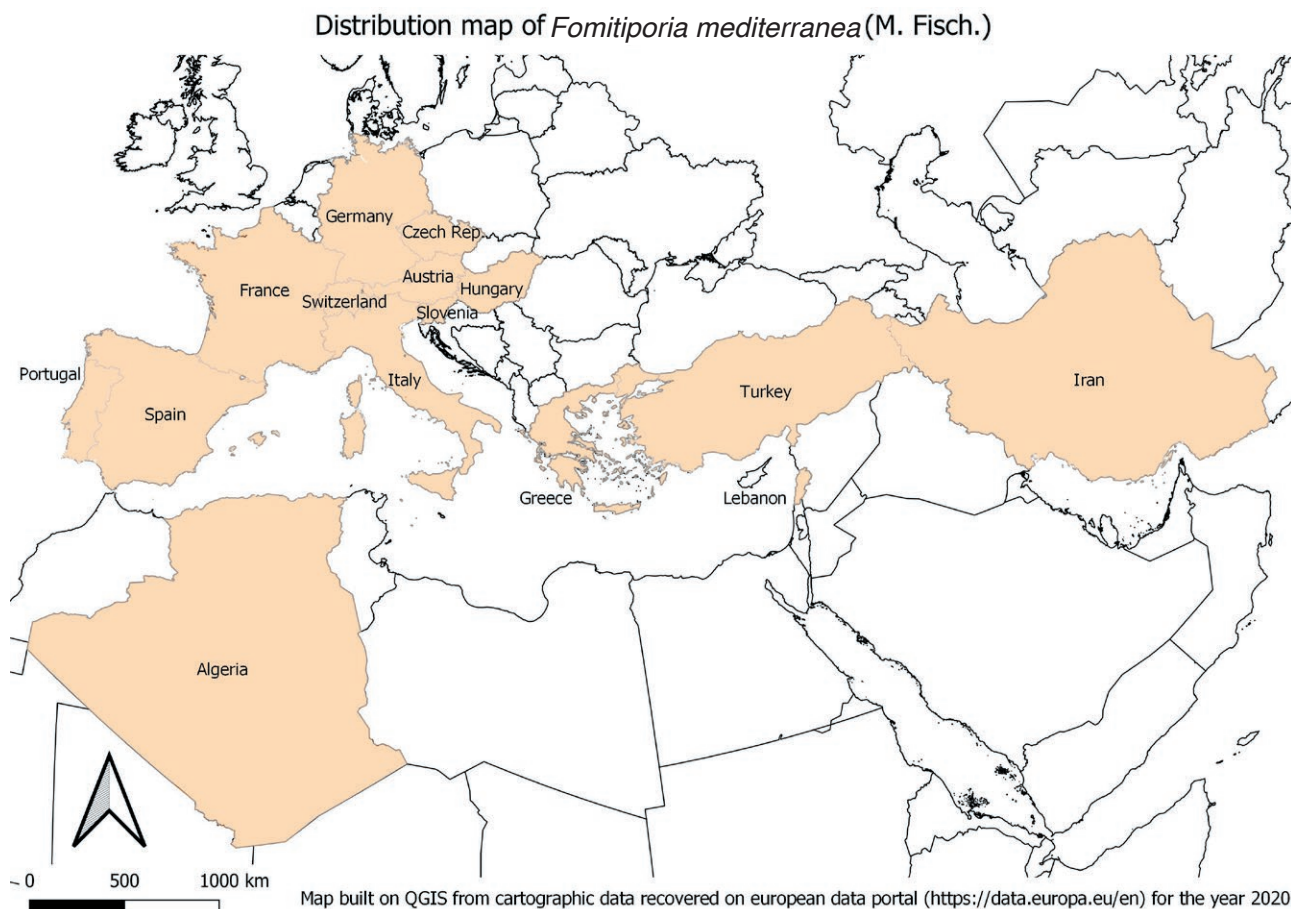 Distribution map of Fomitiporia mediterranea (M. Fisch.)
Germany
Czech Rep
Austria
France
Hungary
Switzerland
Slovenia
Portugal
Italy
Iran
Turkey
Spain
Greece
Lebanon
Algeria
0 500 1000 km
Map built on QGIS from cartographic data recovered on european data portal (https://data.europa.eu/en) for the year 2020